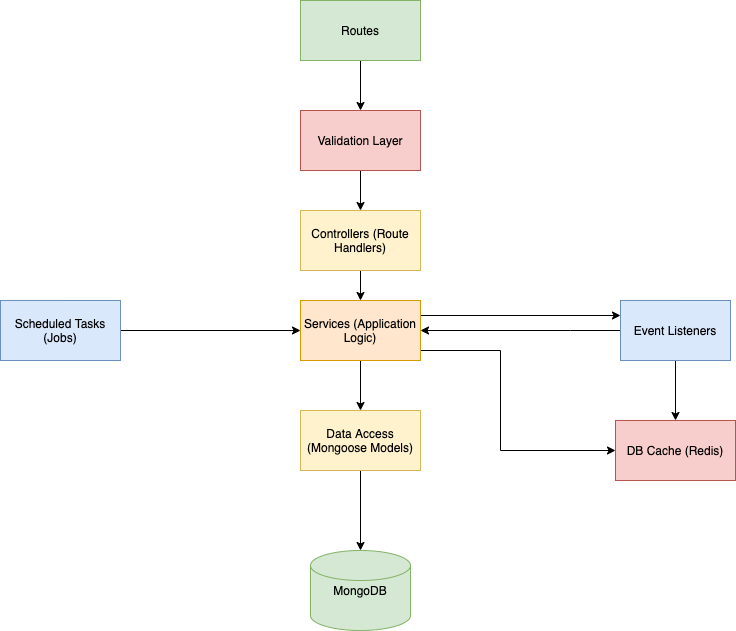 Routes
Validation Layer
Controllers (Route
Handlers)
Scheduled Tasks
(Jobs)
Services (Application
Logic)
Event Listeners
Data Access
(Mongoose Models)
DB Cache (Redis)
MongoDB